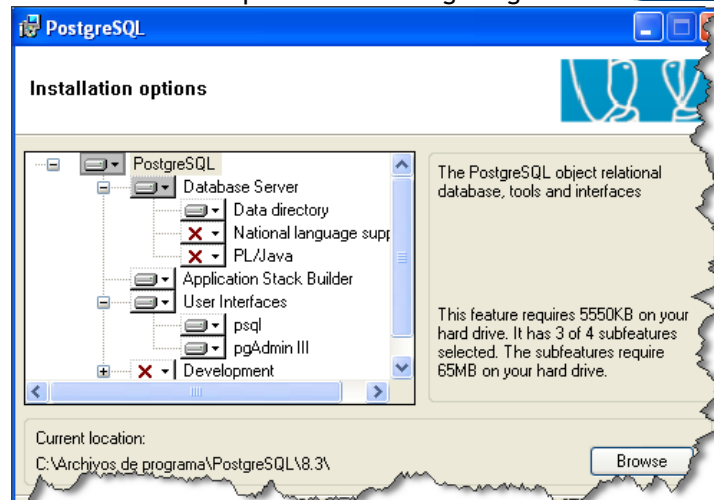 PostgreSQL
Installation options
PostgreSQL
Database Server
Data directory
National language supp
PL/Java
Application Stack Builder
User Interfaces
psql
pgAdmin III
Development
The PostgreSQL object relational
database, tools and interfaces
This feature requires 5550KB on your
hard drive. It has 3 of 4 subfeatures
selected. The subfeatures require
65MB on your hard drive.
Current location:
C:\Archivos de programa\PostgreSQL\8.3\
Browse